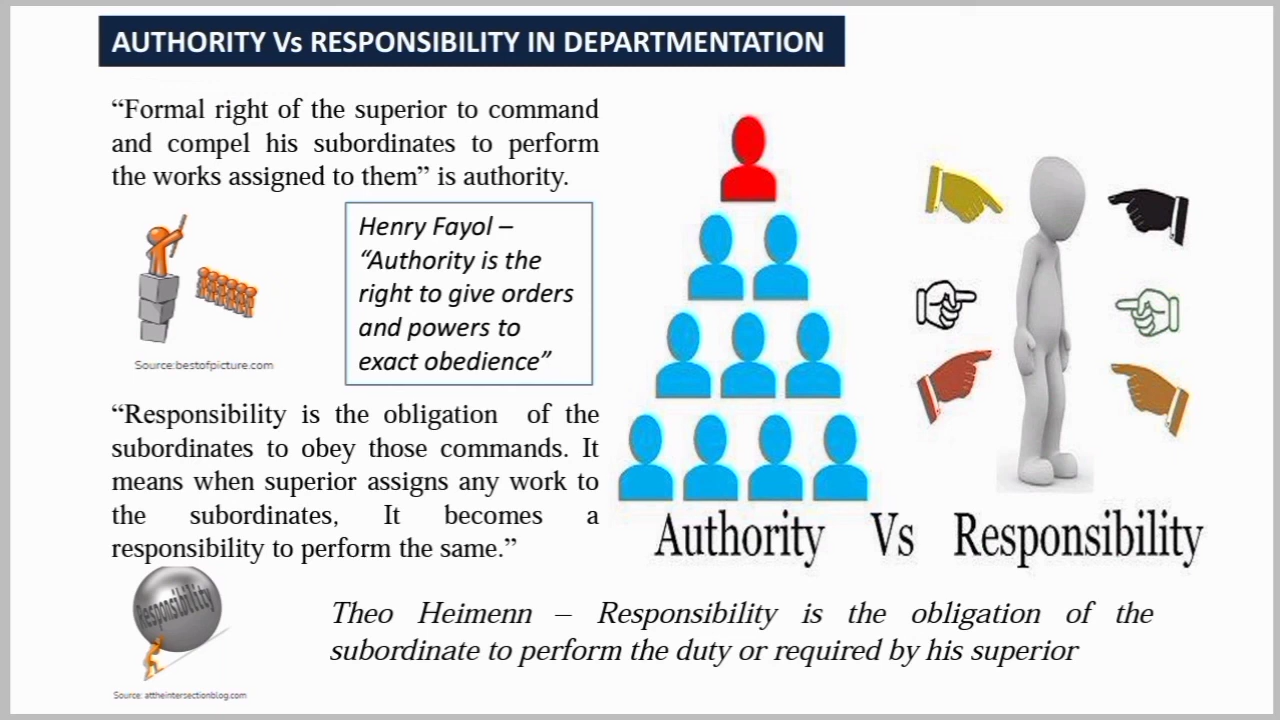 AUTHORITY Vs RESPONSIBILITY IN DEPARTMENTATION
“Formal right of the superior to command
and compel his subordinates to perform
the works assigned to them” is authority.
Source:bestofpicture.com
Henry Fayol –
“Authority is the
right to give orders
and powers to
exact obedience”
“Responsibility is the obligation of the
subordinates to obey those commands. It
means when superior assigns any work to
the subordinates, It becomes a
responsibility to perform the same.”
Responsibility
Source: attheintersectionblog.com
Authority Vs Responsibility
Theo Heimenn – Responsibility is the obligation of the
subordinate to perform the duty or required by his superior